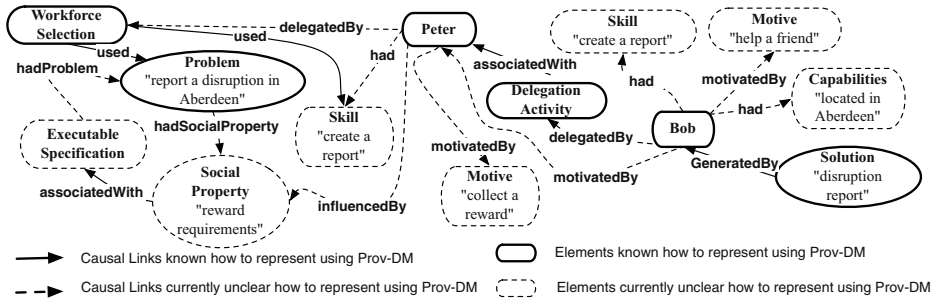 Workforce
Selection
used
used
delegatedBy
Peter
had
associatedWith
Skill
"create a report"
Motive
"help a friend"
hadProblem
Problem
"report a disruption in
Aberdeen"
Delegation
Activity
had
motivatedBy
Capabilities
"located in
Aberdeen"
had
Executable
Specification
hadSocialProperty
Skill
"create a
report"
delegatedBy
Bob
motivatedBy
GeneratedBy
associatedWith
Social
Property
"reward
requirements"
influencedBy
Motive
"collect a
reward"
motivatedBy
Solution
"disruption
report"
Causal Links known how to represent using Prov-DM
Elements known how to represent using Prov-DM
Causal Links currently unclear how to represent using Prov-DM
Elements currently unclear how to represent using Prov-DM